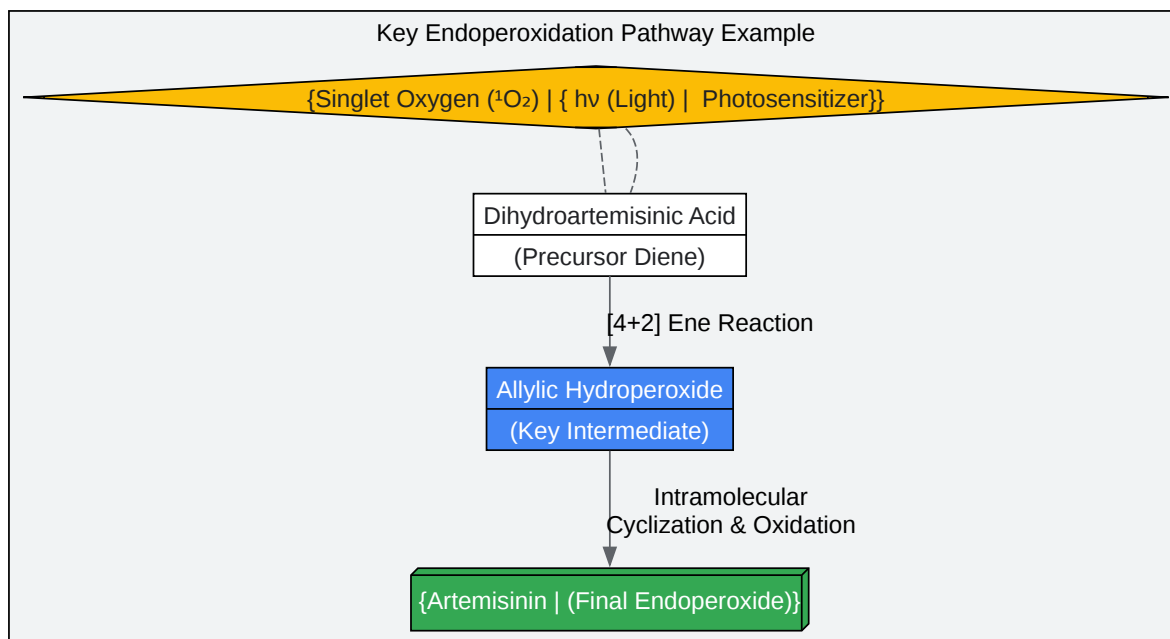 Key Endoperoxidation Pathway Example
{Singlet Oxygen (¹O₂) | { hν (Light) |  Photosensitizer}}
Dihydroartemisinic Acid
(Precursor Diene)
[4+2] Ene Reaction
Allylic Hydroperoxide
(Key Intermediate)
Intramolecular
Cyclization & Oxidation
{Artemisinin | (Final Endoperoxide)}